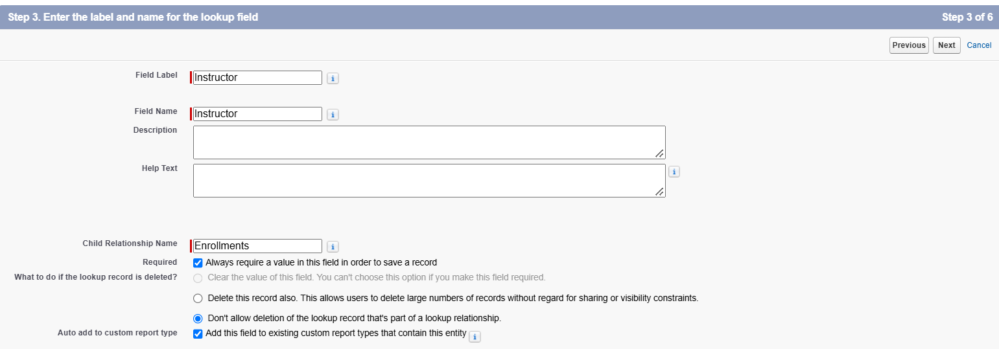 Step 3. Enter the label and name for the lookup field Step 3 of 6
Previous Next Cancel
Field Label Instructor i
Field Name Instructor i
Description
Help Text i
Child Relationship Name Enrollments i
Required Always require a value in this field in order to save a record
What to do if the lookup record is deleted? Clear the value of this field. You can't choose this option if you make this field required.
Delete this record also. This allows users to delete large numbers of records without regard for sharing or visibility constraints.
Don't allow deletion of the lookup record that's part of a lookup relationship.
Auto add to custom report type Add this field to existing custom report types that contain this entity i